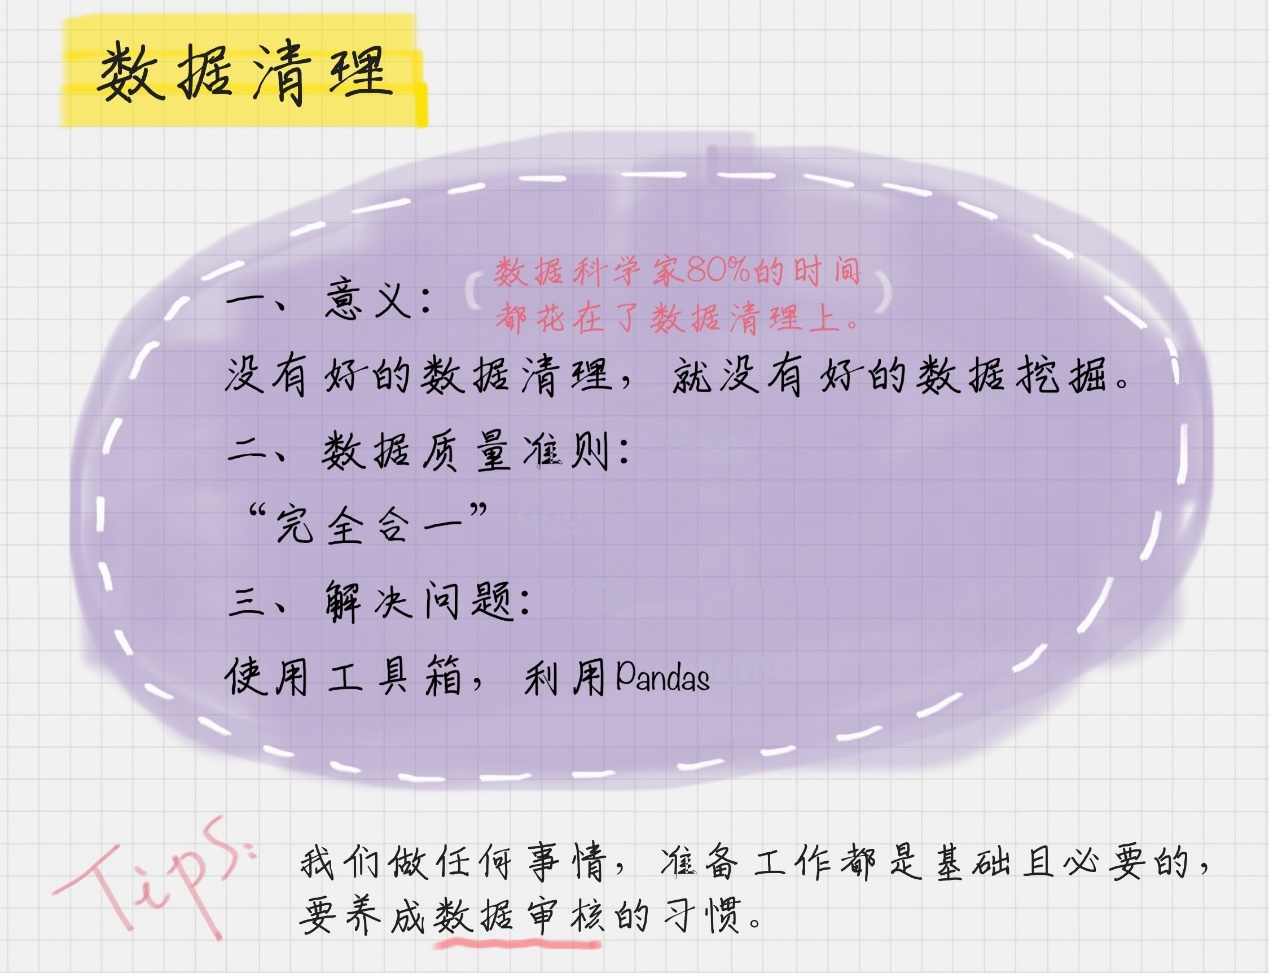 数据清理
一、意义：（数据科学家80%的时间
都花在了数据清理上。）
没有好的数据清理，就没有好的数据挖掘。
二、数据质量准则：
“完全合一”
三、解决问题：
使用工具箱，利用Pandas
Tips:
我们做任何事情，准备工作都是基础且必要的，
要养成数据审核的习惯。